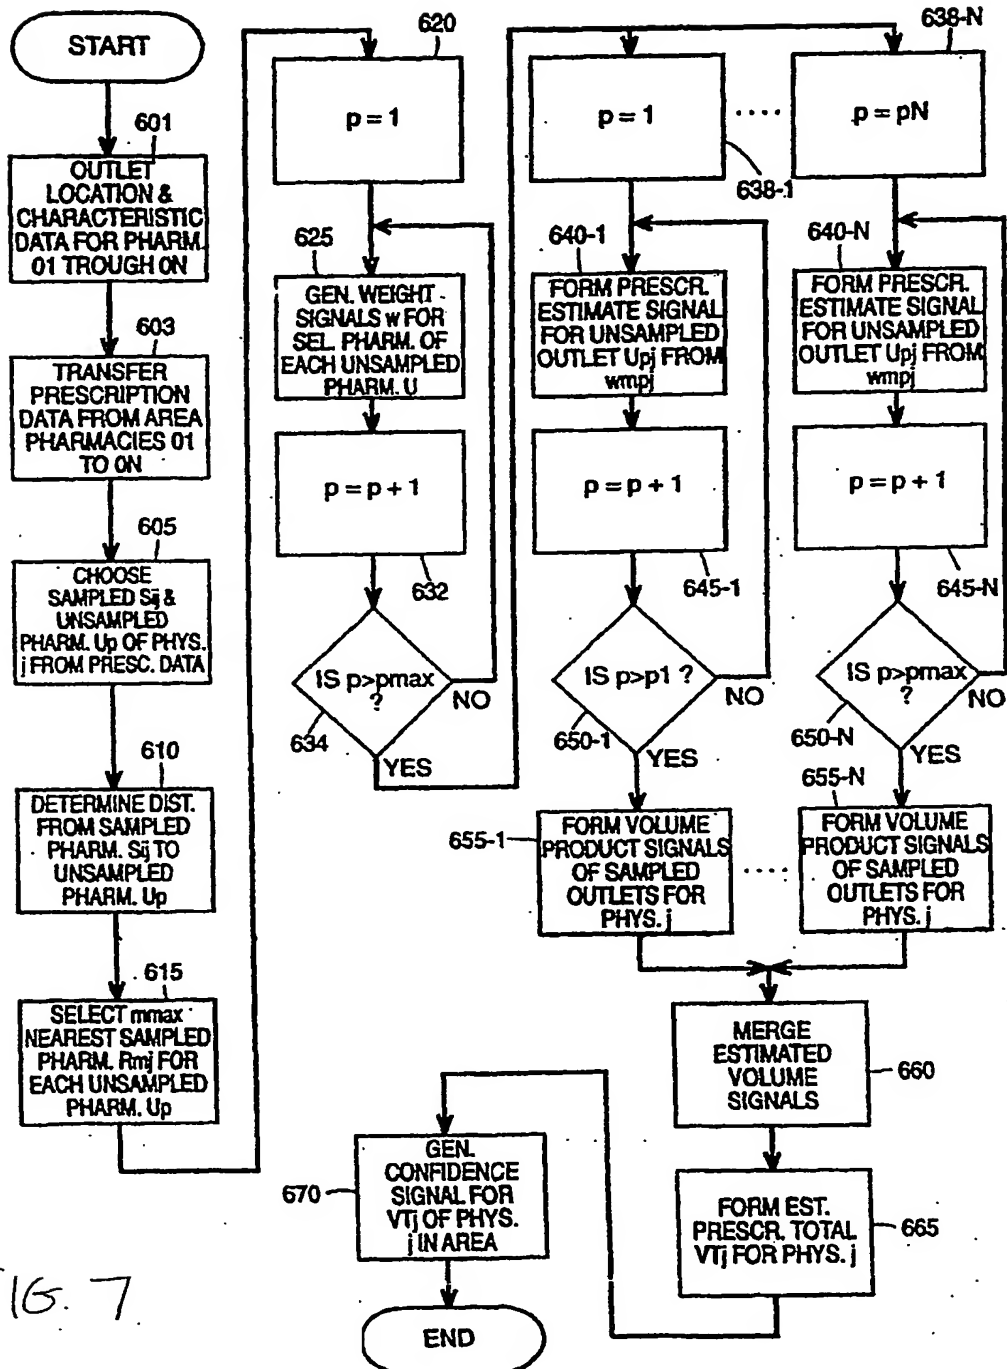 START
601
OUTLET
LOCATION &
CHARACTERISTIC
DATA FOR PHARM.
01 TROUGH 0N
603
TRANSFER
PRESCRIPTION
DATA FROM AREA
PHARMACIES 01
TO 0N
605
CHOOSE
SAMPLED Sij &
UNSAMPLED
PHARM. Up OF PHYS.
j FROM PRESC. DATA
610
DETERMINE DIST.
FROM SAMPLED
PHARM. Sij TO
UNSAMPLED
PHARM. Up
615
SELECT mmax
NEAREST SAMPLED
PHARM. Rmj FOR
EACH UNSAMPLED
PHARM. Up
620
p = 1
625
GEN. WEIGHT
SIGNALS w FOR
SEL. PHARM. OF
EACH UNSAMPLED
PHARM. U
p = p + 1
632
IS p>pmax
?
NO
634
YES
p = 1
638-1
640-1
FORM PRESCR.
ESTIMATE SIGNAL
FOR UNSAMPLED
OUTLET Upj FROM
wmpj
p = p + 1
645-1
IS p>p1 ?
NO
650-1
YES
655-1
FORM VOLUME
PRODUCT SIGNALS
OF SAMPLED
OUTLETS FOR
PHYS. j
....
638-N
p = pN
640-N
FORM PRESCR.
ESTIMATE SIGNAL
FOR UNSAMPLED
OUTLET Upj FROM
wmpj
p = p + 1
645-N
IS p>pmax
?
NO
650-N
YES
655-N
FORM VOLUME
PRODUCT SIGNALS
OF SAMPLED
OUTLETS FOR
PHYS. j
....
MERGE
ESTIMATED
VOLUME
SIGNALS
660
FORM EST.
PRESCR. TOTAL
VTj FOR PHYS. j
665
GEN.
CONFIDENCE
SIGNAL FOR
VTj OF PHYS.
j IN AREA
670
END
IG. 7